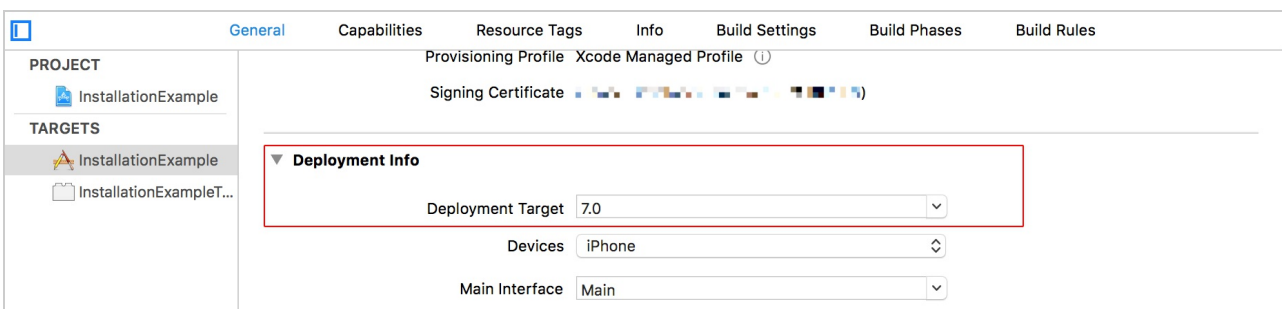 General Capabilities Resource Tags Info Build Settings Build Phases Build Rules
PROJECT
InstallationExample
TARGETS
InstallationExample
InstallationExampleT...
Provisioning Profile Xcode Managed Profile
Signing Certificate )
Deployment Info
Deployment Target 7.0
Devices iPhone
Main Interface Main